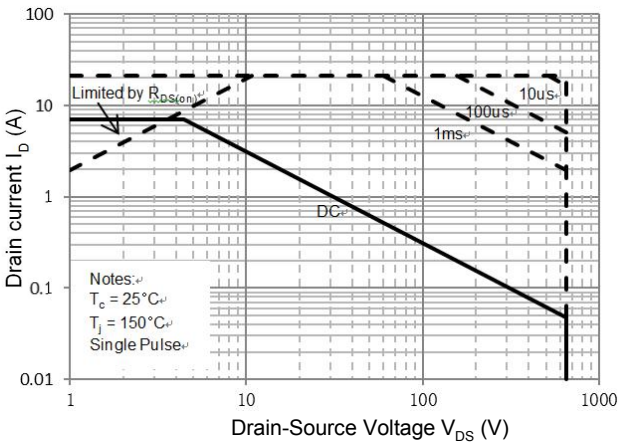 100
10
1
0.1
0.01
Drain current I_D (A)
Limited by R_DS(on)↵
10us↵
100us↵
1ms↵
DC↵
Notes:↵
T_c = 25°C↵
T_j = 150°C↵
Single Pulse↵
1 10 100 1000
Drain-Source Voltage V_DS (V)